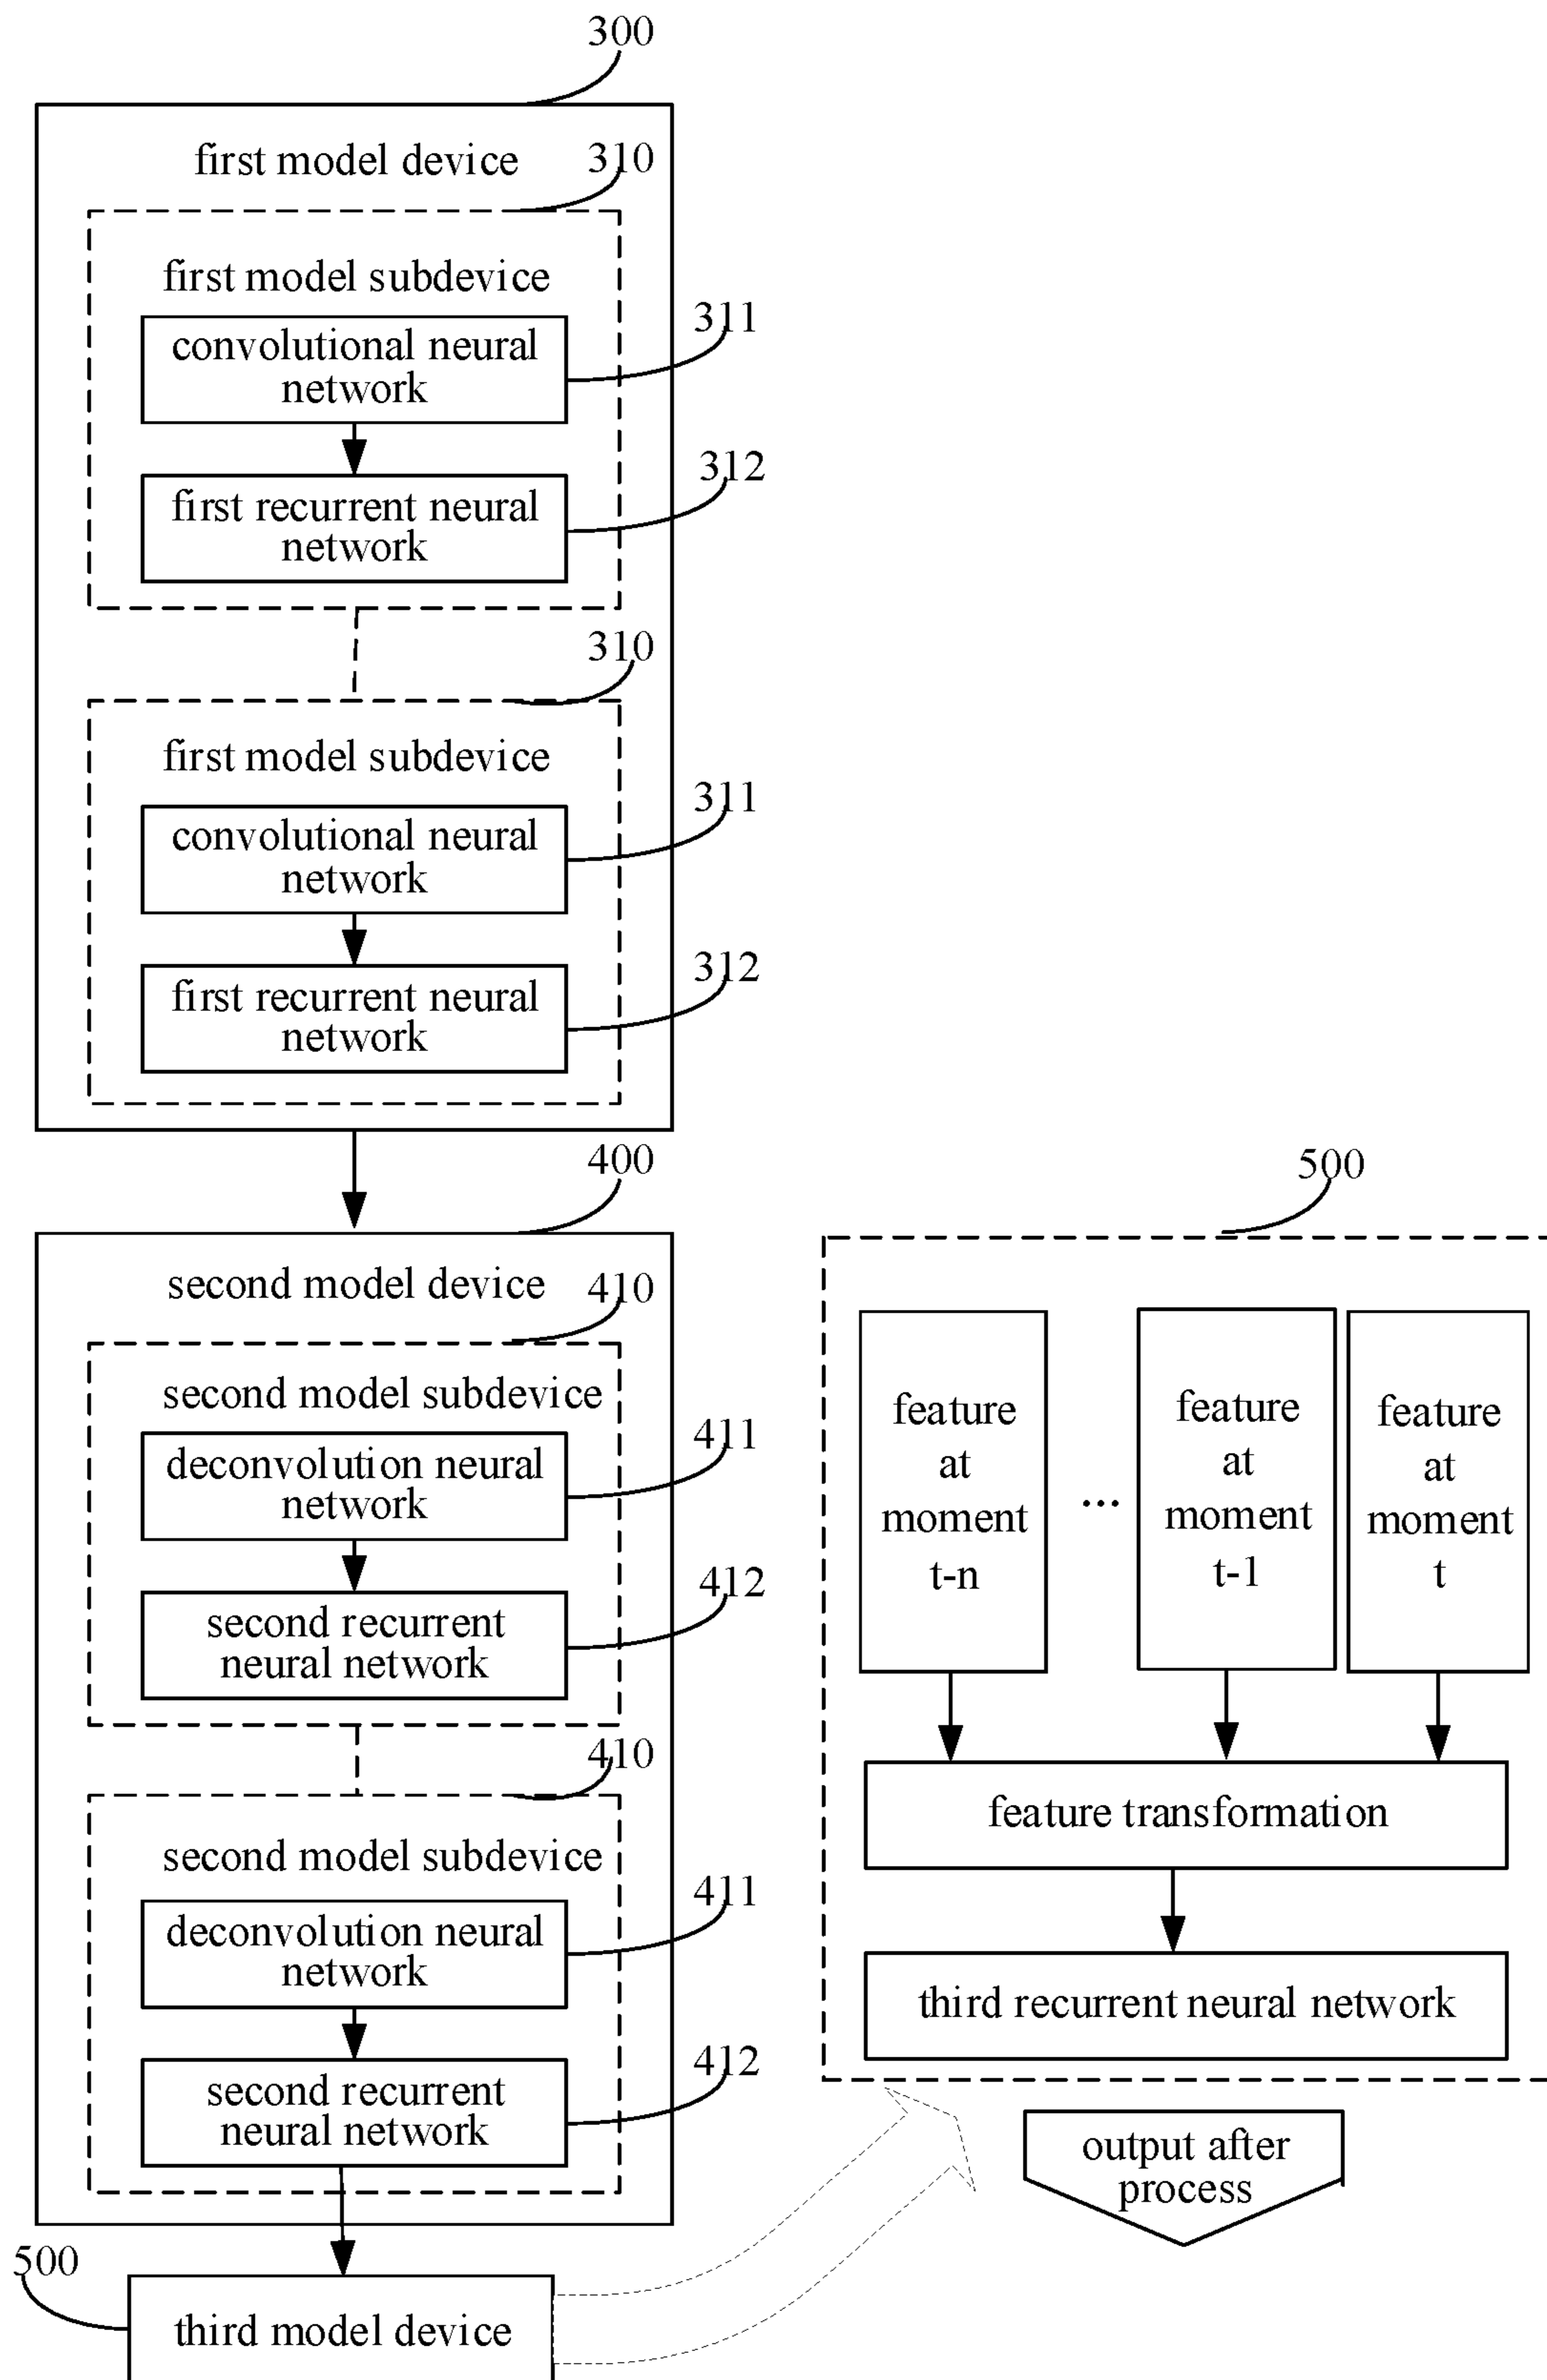 300
first model device
310
first model subdevice
convolutional neural
network
311
first recurrent neural
network
312
310
first model subdevice
convolutional neural
network
311
first recurrent neural
network
312
400
second model device
410
second model subdevice
deconvolution neural
network
411
second recurrent
neural network
412
410
second model subdevice
deconvolution neural
network
411
second recurrent
neural network
412
500
third model device
500
feature
at
moment
t-n
...
feature
at
moment
t-1
feature
at
moment
t
feature transformation
third recurrent neural network
output after
process